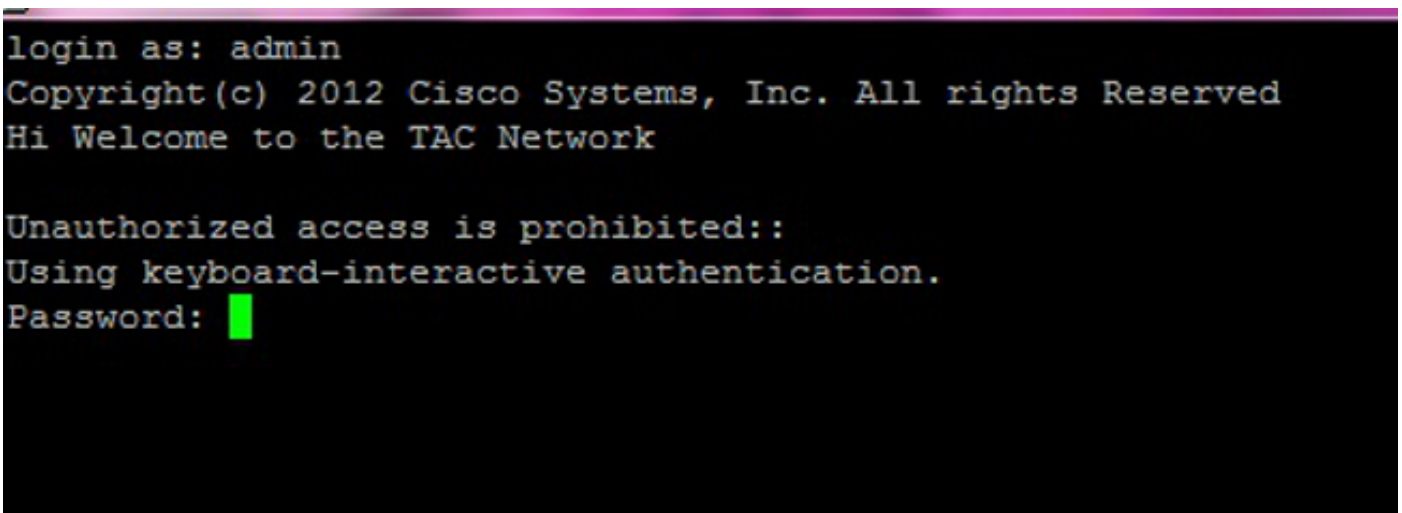 login as: admin
Copyright(c) 2012 Cisco Systems, Inc. All rights Reserved
Hi Welcome to the TAC Network
Unauthorized access is prohibited::
Using keyboard-interactive authentication.
Password: